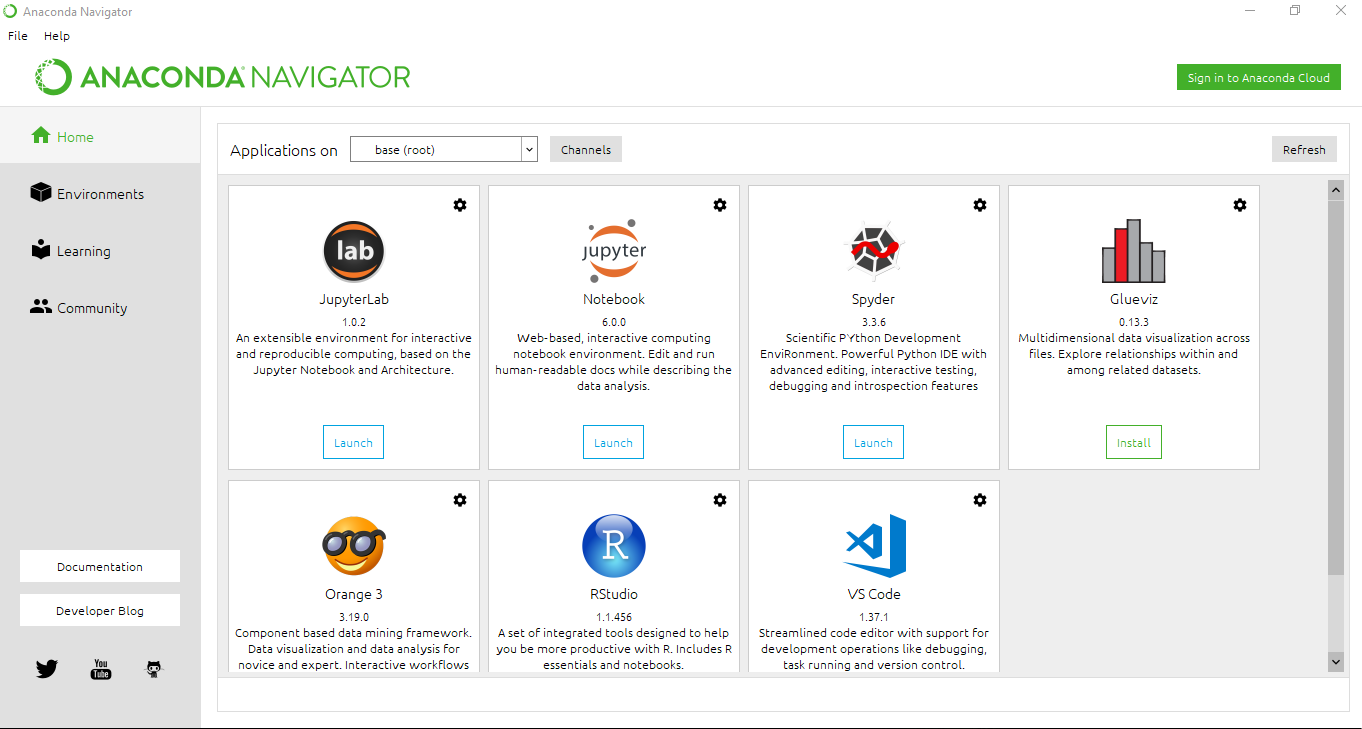 Anaconda Navigator
File Help
ANACONDA NAVIGATOR
Sign in to Anaconda Cloud
Home
Environments
Learning
Community
Documentation
Developer Blog
You
Tube
Applications on
base (root)
Channels
Refresh
lab
JupyterLab
1.0.2
An extensible environment for interactive
and reproducible computing, based on the
Jupyter Notebook and Architecture.
Launch
jupyter
Notebook
6.0.0
Web-based, interactive computing
notebook environment. Edit and run
human-readable docs while describing the
data analysis.
Launch
Spyder
3.3.6
Scientific PYthon Development
EnviRonment. Powerful Python IDE with
advanced editing, interactive testing,
debugging and introspection features
Launch
Glueviz
0.13.3
Multidimensional data visualization across
files. Explore relationships within and
among related datasets.
Install
Orange 3
3.19.0
Component based data mining framework.
Data visualization and data analysis for
novice and expert. Interactive workflows
R
RStudio
1.1.456
A set of integrated tools designed to help
you be more productive with R. Includes R
essentials and notebooks.
VS Code
1.37.1
Streamlined code editor with support for
development operations like debugging,
task running and version control.